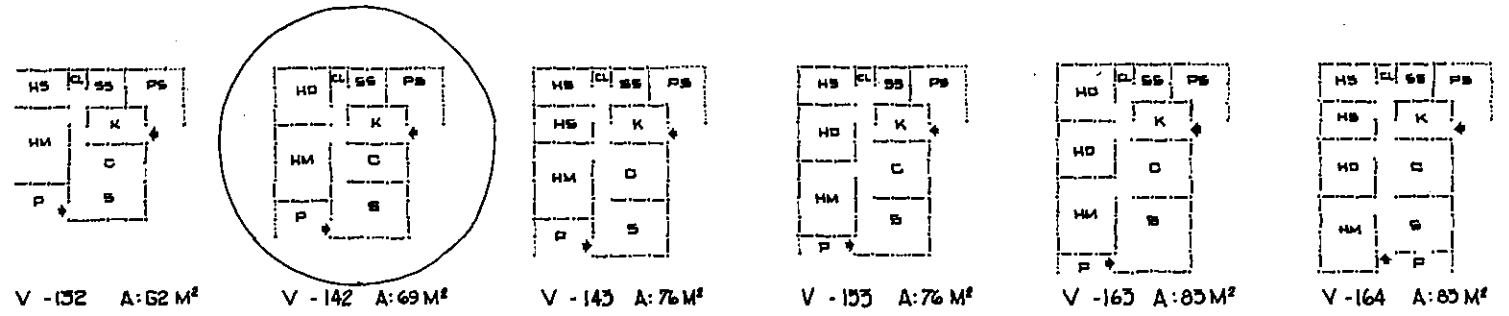 HS CL SS PS
K
HM
C
S
P
V -132 A: 62 M²
HD CL SS PS
K
HM
C
S
P
V -142 A: 69 M²
HS CL SS PS
HS K
HM
C
S
P
V -143 A: 76 M²
HS CL SS PS
HD K
C
HM
S
P
V -153 A: 76 M²
HD CL SS PS
K
HD C
HM S
P
V -163 A: 83 M²
HS CL SS PS
HS K
HD C
HM S
P
V -164 A: 83 M²